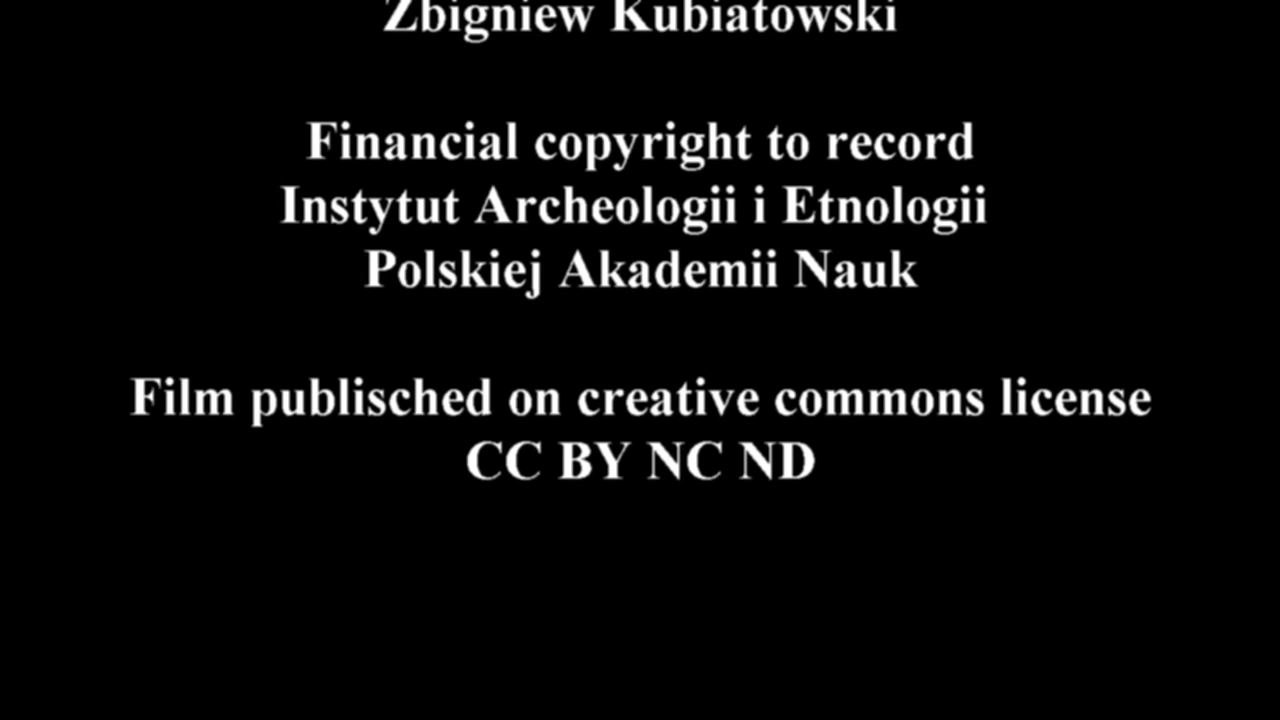 Zbigniew Kubiatowski
Financial copyright to record
Instytut Archeologii i Etnologii
Polskiej Akademii Nauk
Film publisched on creative commons license
CC BY NC ND